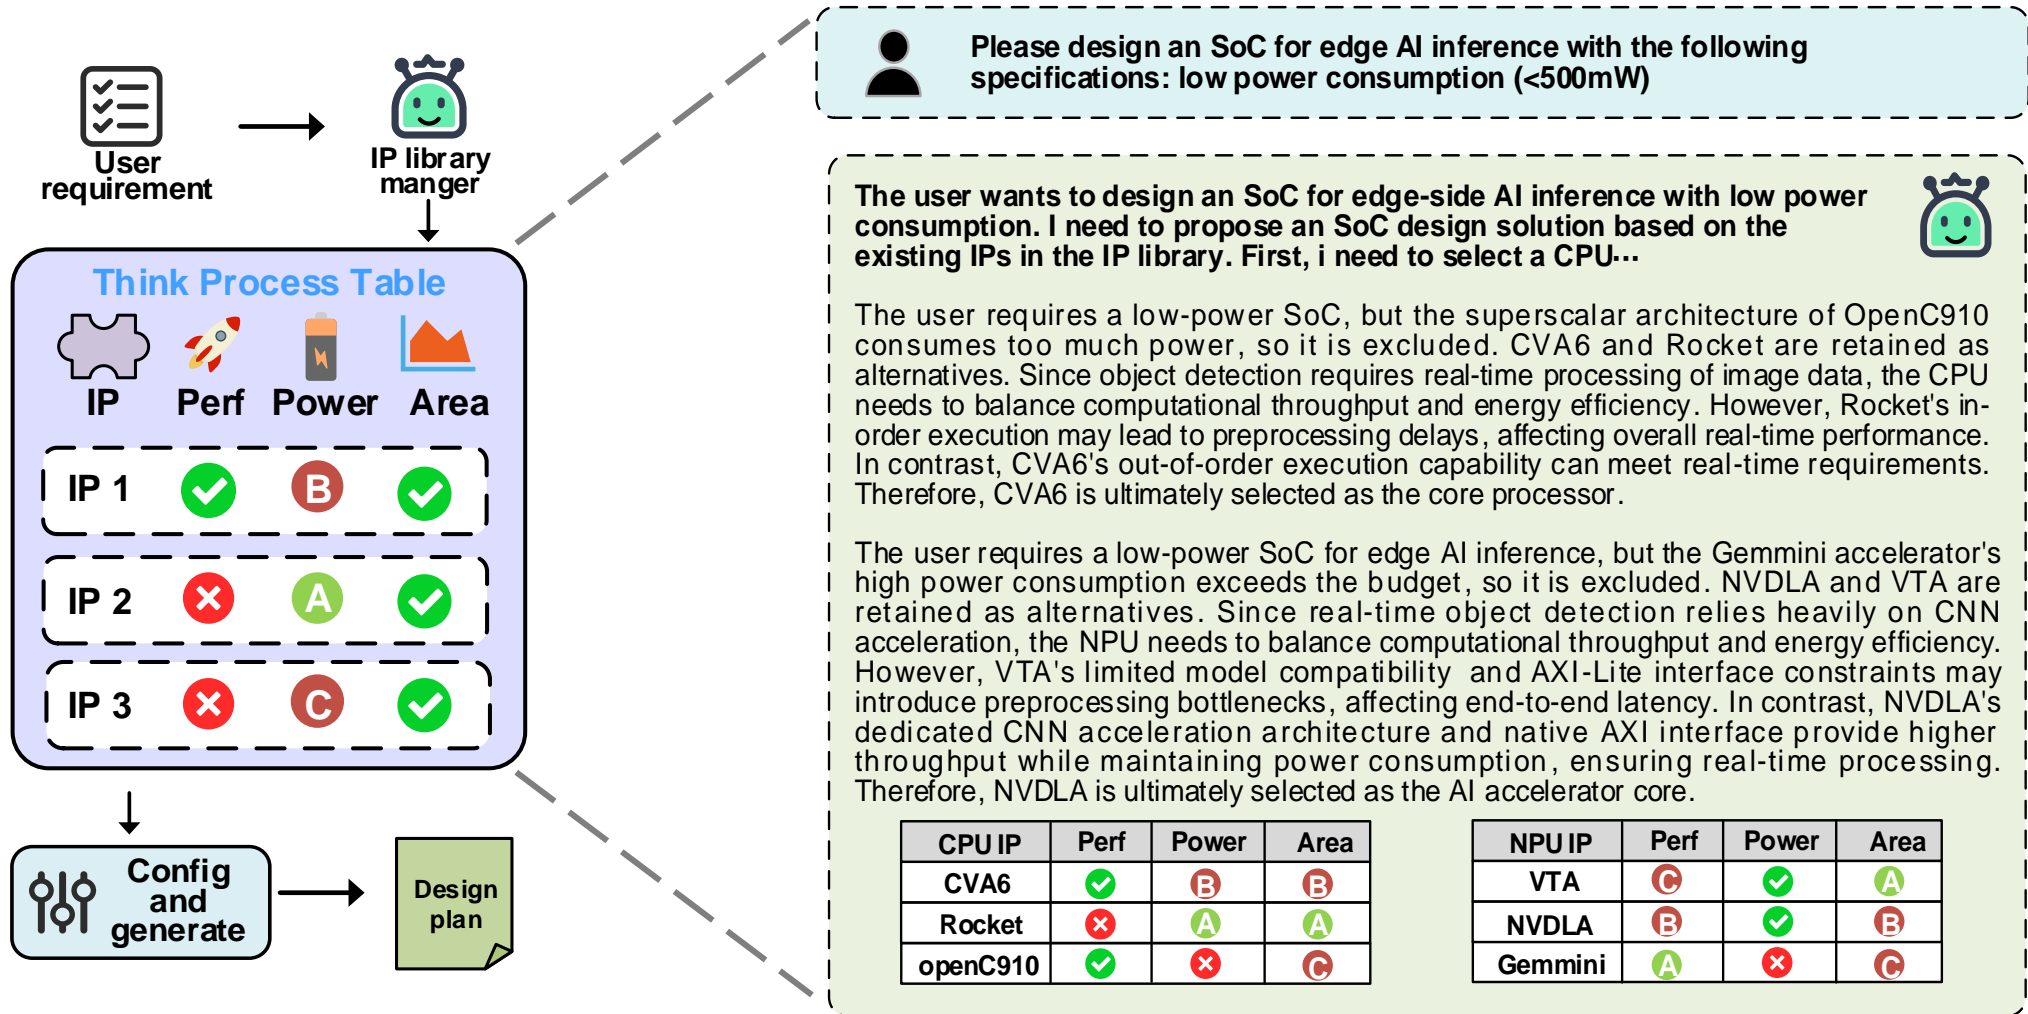 User
requirement
IP library
manger
Think Process Table
IP Perf Power Area
IP 1 B
IP 2 A
IP 3 C
Config
and
generate
Design
plan
Please design an SoC for edge AI inference with the following
specifications: low power consumption (<500mW)
The user wants to design an SoC for edge-side AI inference with low power
consumption. I need to propose an SoC design solution based on the
existing IPs in the IP library. First, i need to select a CPU···
The user requires a low-power SoC, but the superscalar architecture of OpenC910
consumes too much power, so it is excluded. CVA6 and Rocket are retained as
alternatives. Since object detection requires real-time processing of image data, the CPU
needs to balance computational throughput and energy efficiency. However, Rocket's in-
order execution may lead to preprocessing delays, affecting overall real-time performance.
In contrast, CVA6's out-of-order execution capability can meet real-time requirements.
Therefore, CVA6 is ultimately selected as the core processor.
The user requires a low-power SoC for edge AI inference, but the Gemmini accelerator's
high power consumption exceeds the budget, so it is excluded. NVDLA and VTA are
retained as alternatives. Since real-time object detection relies heavily on CNN
acceleration, the NPU needs to balance computational throughput and energy efficiency.
However, VTA's limited model compatibility and AXI-Lite interface constraints may
introduce preprocessing bottlenecks, affecting end-to-end latency. In contrast, NVDLA's
dedicated CNN acceleration architecture and native AXI interface provide higher
throughput while maintaining power consumption, ensuring real-time processing.
Therefore, NVDLA is ultimately selected as the AI accelerator core.
CPU IP Perf Power Area
CVA6 B B
Rocket A A
openC910 C
NPU IP Perf Power Area
VTA C A
NVDLA B B
Gemmini A C